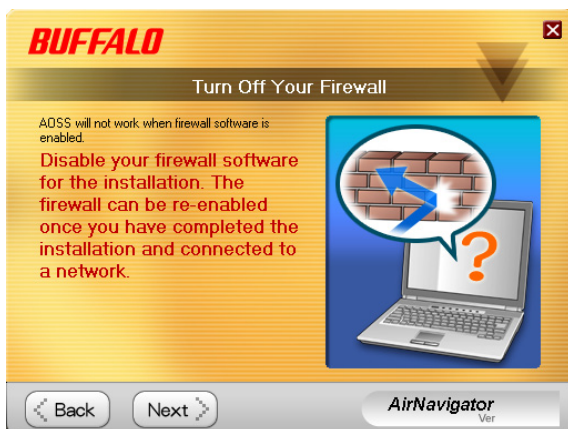 BUFFALO
Turn Off Your Firewall
AOSS will not work when firewall software is
enabled.
Disable your firewall software
for the installation. The
firewall can be re-enabled
once you have completed the
installation and connected to
a network.
?
Back
Next
AirNavigator
Ver